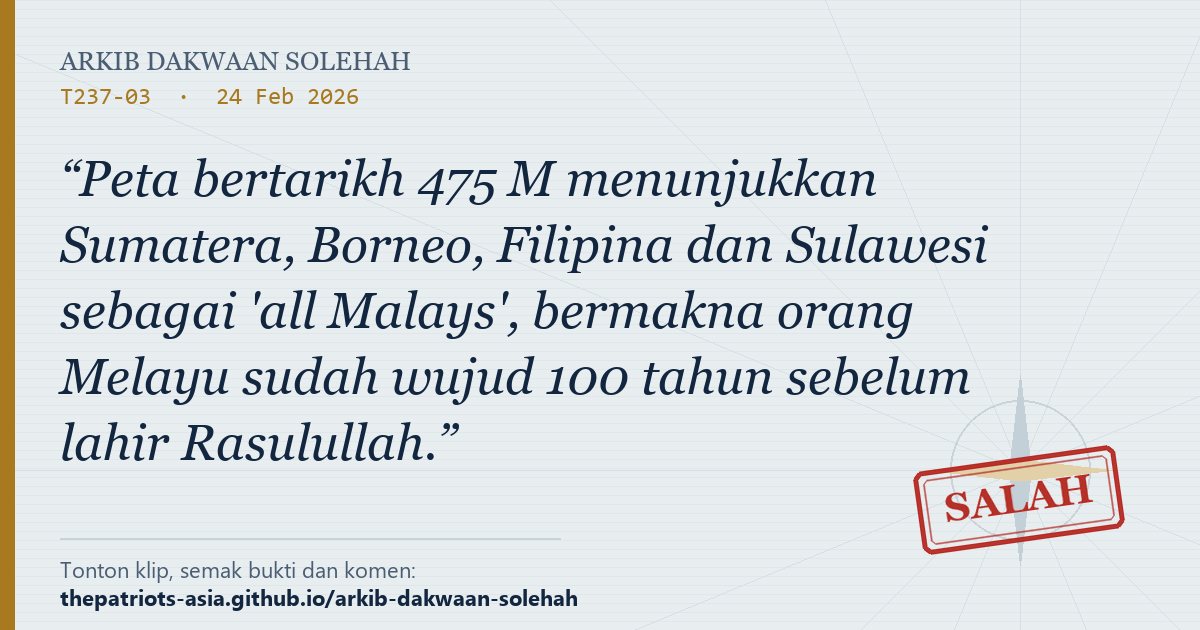 ARKIB DAKWAAN SOLEHAH
T237-03 · 24 Feb 2026
“Peta bertarikh 475 M menunjukkan
Sumatera, Borneo, Filipina dan Sulawesi
sebagai 'all Malays', bermakna orang
Melayu sudah wujud 100 tahun sebelum
lahir Rasulullah.”
SALAH
Tonton klip, semak bukti dan komen:
thepatriots-asia.github.io/arkib-dakwaan-solehah